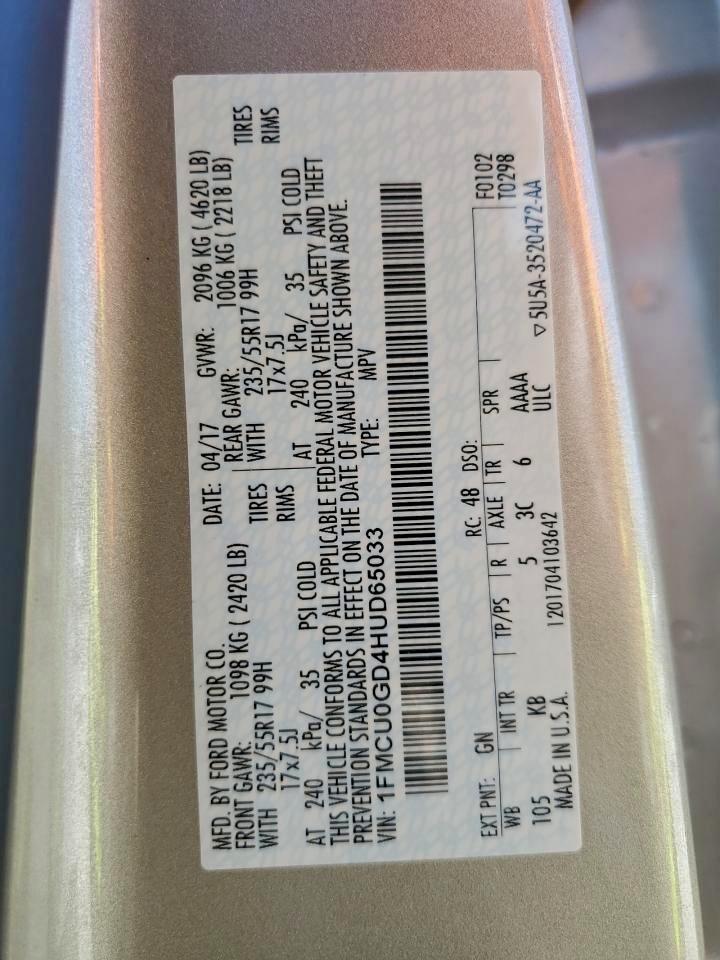 MFD. BY FORD MOTOR CO. DATE: 04/17 GVWR: 2096 KG ( 4620 LB)
FRONT GAWR: 1098 KG ( 2420 LB) REAR GAWR: 1006 KG ( 2218 LB)
WITH 235/55R17 99H TIRES WITH 235/55R17 99H TIRES
17x7.5J RIMS 17x7.5J RIMS
AT 240 kPa/ 35 PSI COLD AT 240 kPa/ 35 PSI COLD
THIS VEHICLE CONFORMS TO ALL APPLICABLE FEDERAL MOTOR VEHICLE SAFETY AND THEFT
PREVENTION STANDARDS IN EFFECT ON THE DATE OF MANUFACTURE SHOWN ABOVE.
VIN: 1FMCU0GD4HUD65033 TYPE: MPV
F0102
EXT PNT: GN RC: 48 DSO: T0298
WB INT TR TP/PS R AXLE TR SPR
105 KB 5 3C 6 AAAA
ULC
MADE IN U.S.A. 1201704103642 ▽5U5A-3520472-AA